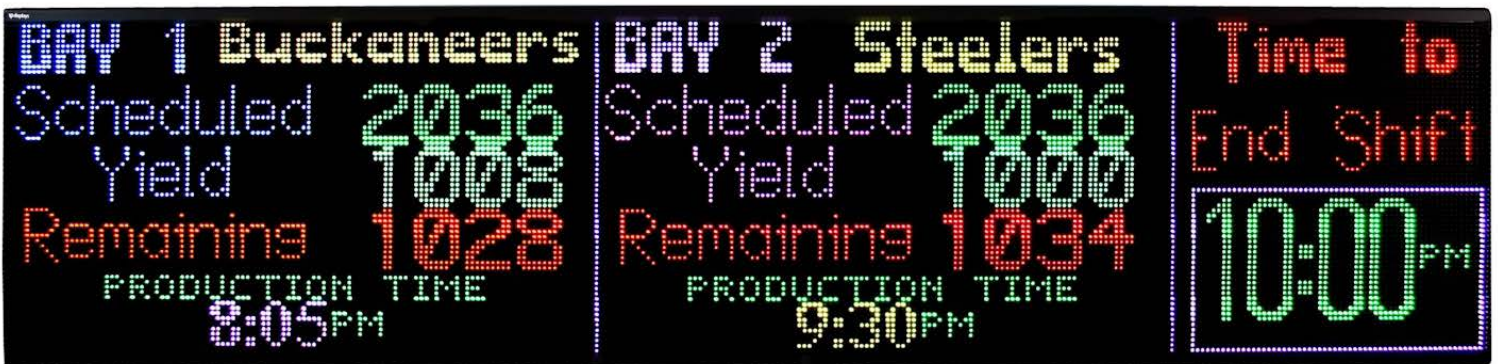 BAY 1 Buckaneers
Scheduled 2036
Yield 1008
Remaining 1028
PRODUCTION TIME
8:05PM
BAY 2 Steelers
Scheduled 2036
Yield 1000
Remaining 1034
PRODUCTION TIME
9:30PM
Time to
End Shift
10:00PM